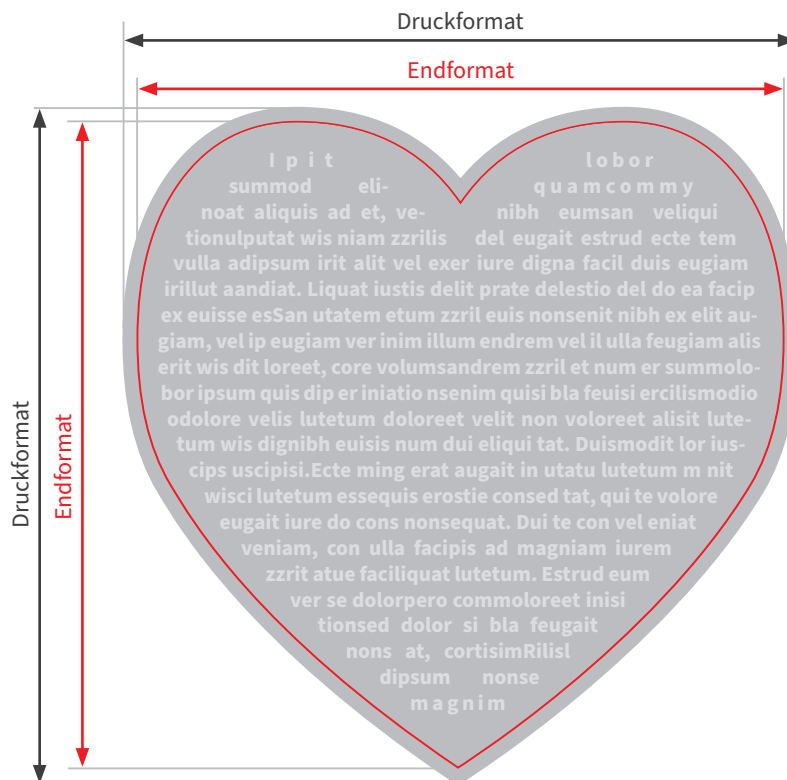 Druckformat
Endformat
Druckformat
Endformat
Ipit lobor
summod eli- quamcommy
noat aliquis ad et, ve- nibh eumsan veliqui
tionulputat wis niam zzrilis del eugait estrud ecte tem
vulla adipsum irit alit vel exer iure digna facil duis eugiam
irillut aandiat. Liquat iustis delit prate delestio del do ea facip
ex euisse esSan utatem etum zzril euis nonsenit nibh ex elit au-
giam, vel ip eugiam ver inim illum endrem vel il ulla feugiam alis
erit wis dit loreet, core volumsandrem zzril et num er summolo-
bor ipsum quis dip er iniatio nsenim quisi bla feuisi ercilismodio
odolore velis luteum doloreet velit non voloreet alisit lute-
tum wis dignibh euisis num dui eliqui tat. Duismodit lor ius-
cips uscipisi.Ecte ming erat augait in utatu lutetum m nit
wisci lutetum essequis erostie eonsed tat, qui te volore
eugait iure do cons nonsequat. Dui te con vel eniat
veniam, con ulla facipis ad magniam iurem
zzrit atue faciliquat lutetum. Estrud eum
ver se dolorpero commoloreet inisi
tionsed dolor si bla feugait
nons at, cortisimRilisl
dipsum nonse
magnim